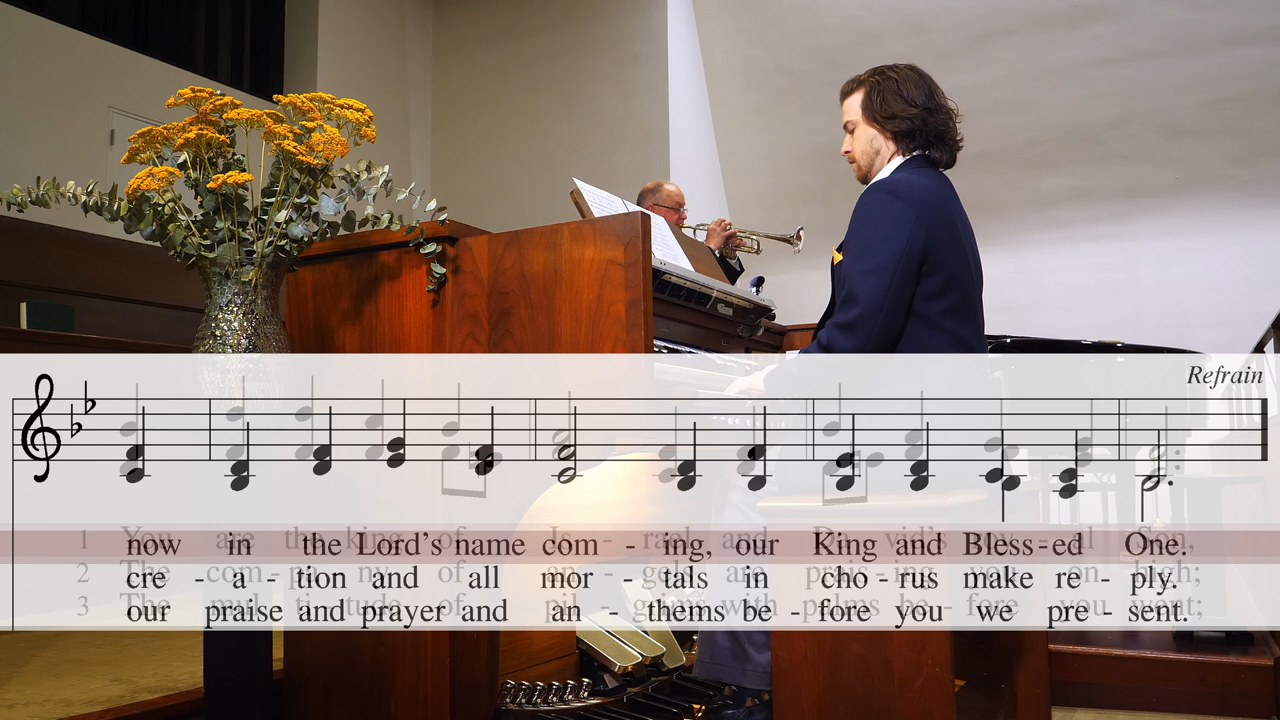 Refrain
1 now in the Lord's name com - ing, our King and Bless - ed One.
2 cre - a - tion and all mor - tals in cho - rus make re - ply.
3 our praise and prayer and an - thems be - fore you we pre - sent.